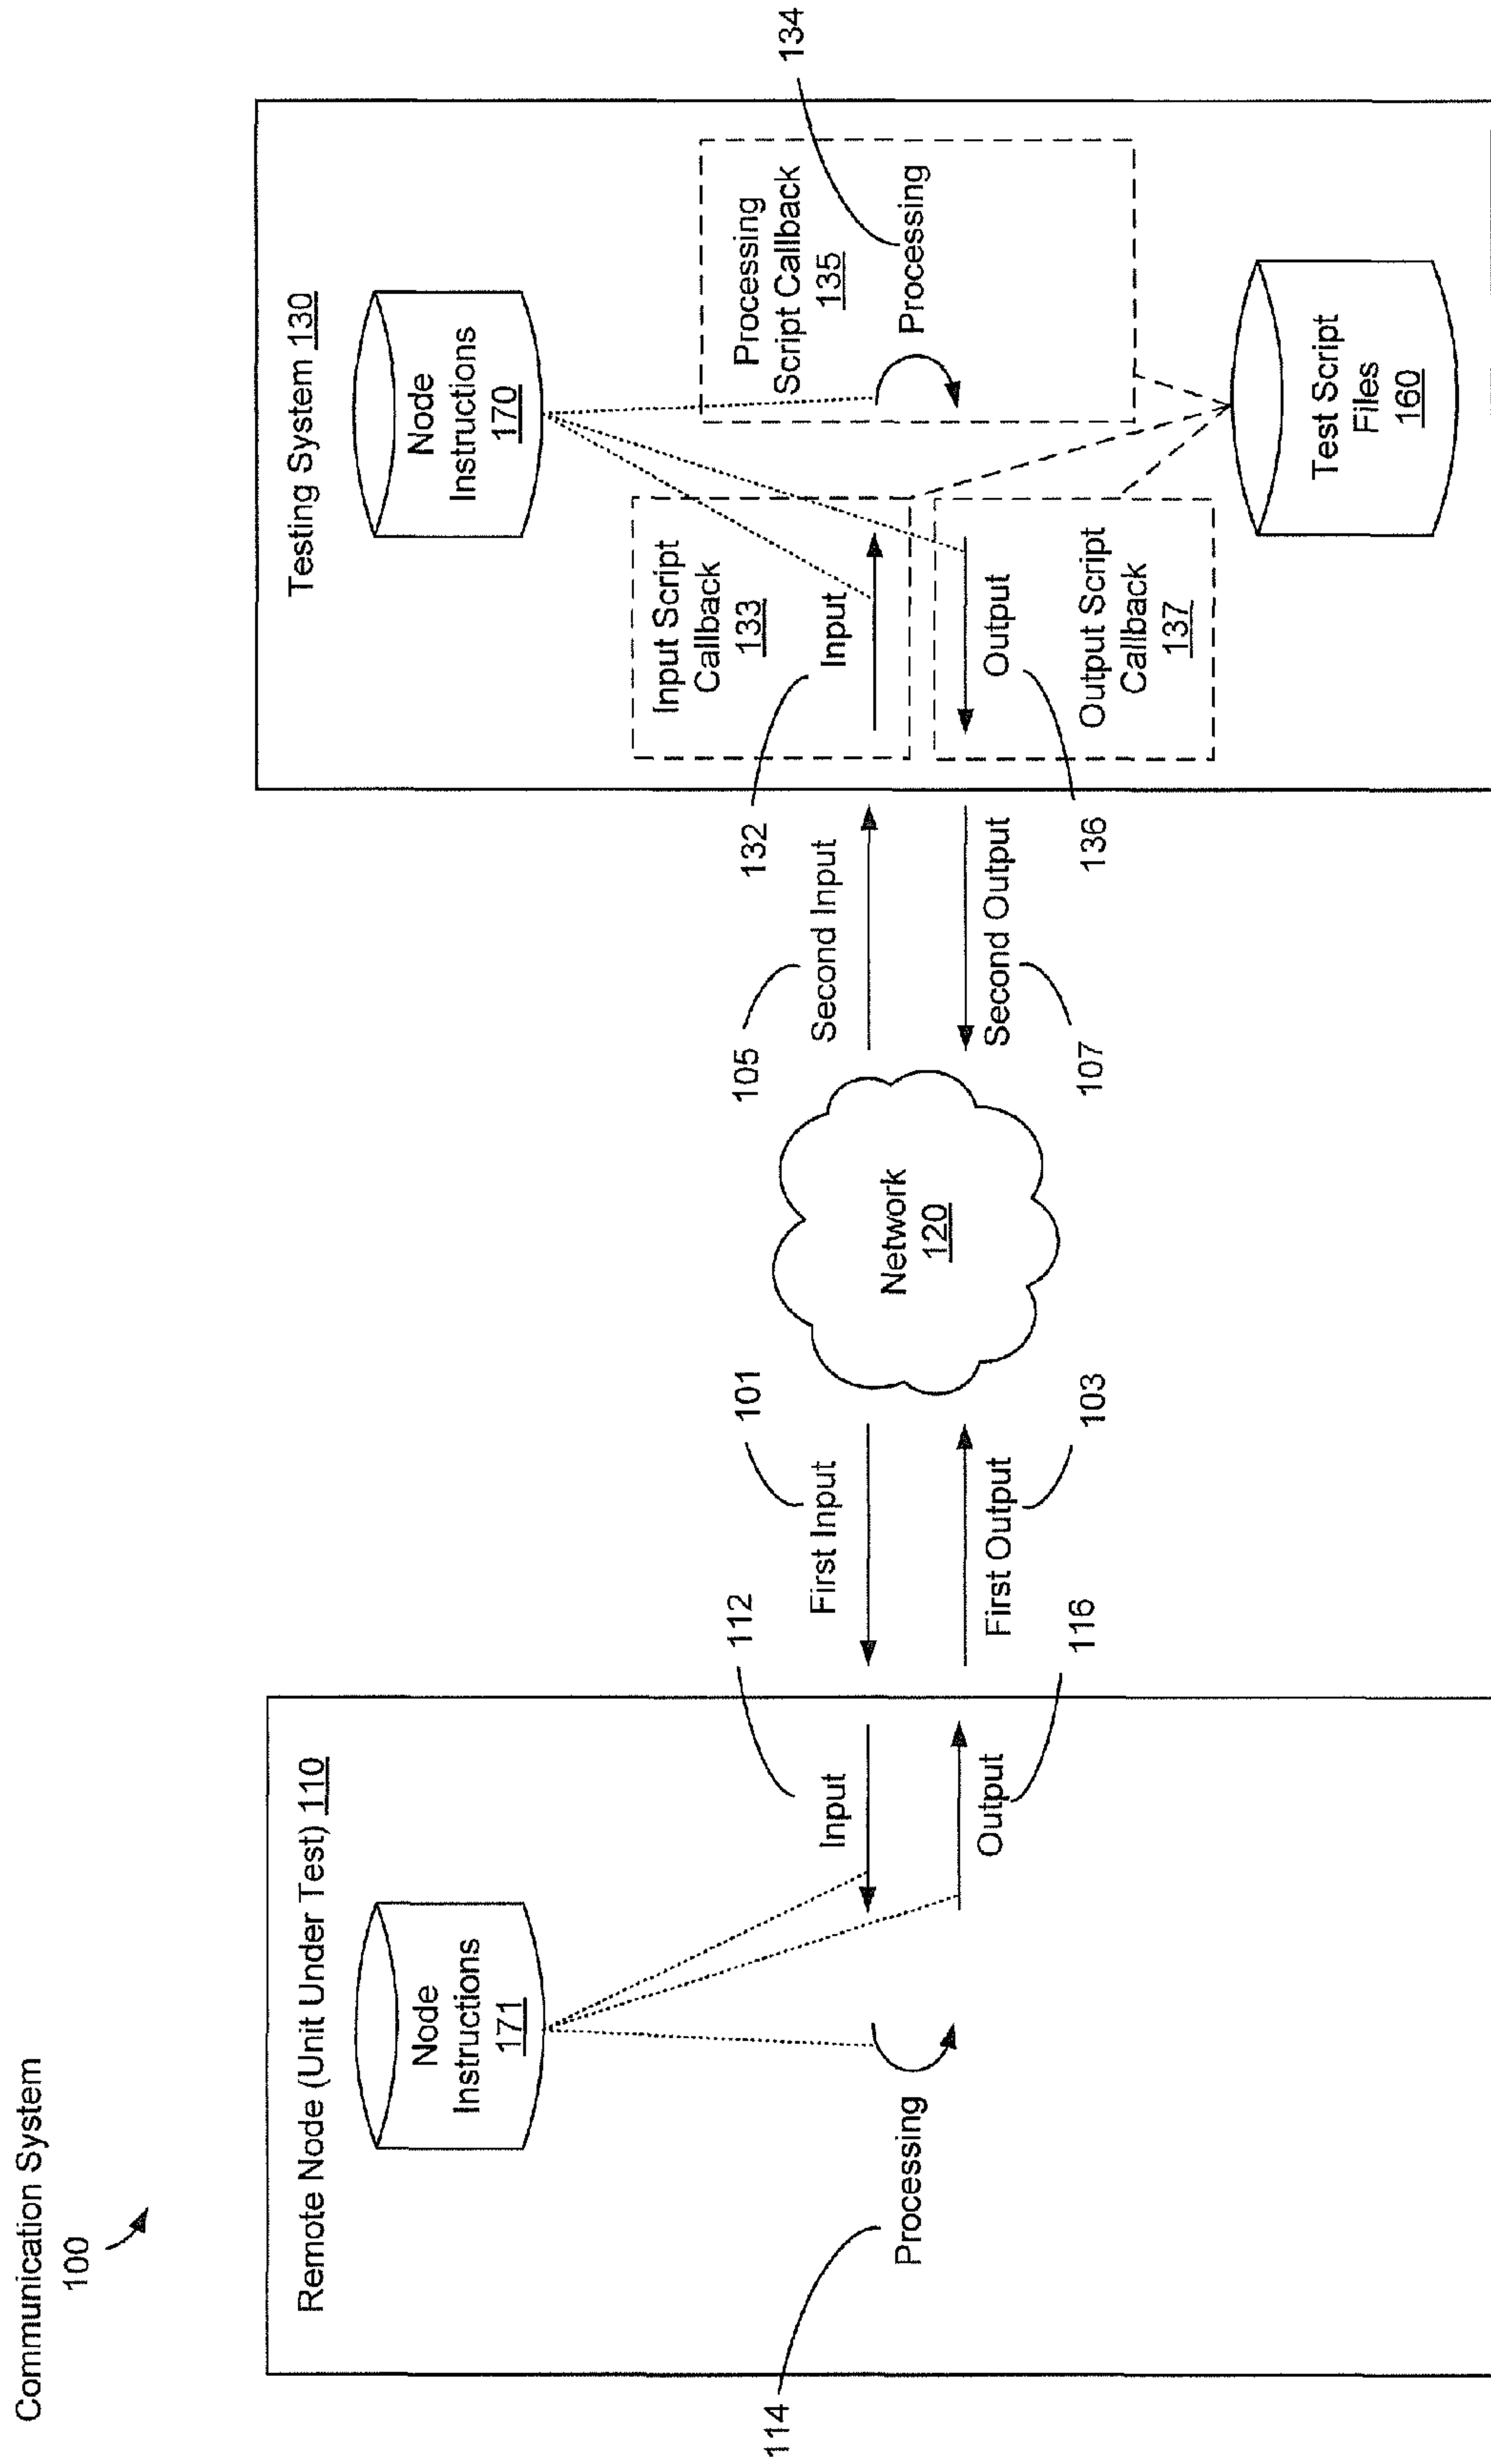 Communication System
100
Remote Node (Unit Under Test) 110
Node
Instructions
171
114
Processing
112
Input
Output
116
101
First Input
First Output
103
Network
120
105
Second Input
Second Output
107
Testing System 130
Node
Instructions
170
132
Input Script
Callback
133
Input
Output
136
Output Script
Callback
137
Processing
Script Callback
135
Processing
134
Test Script
Files
160